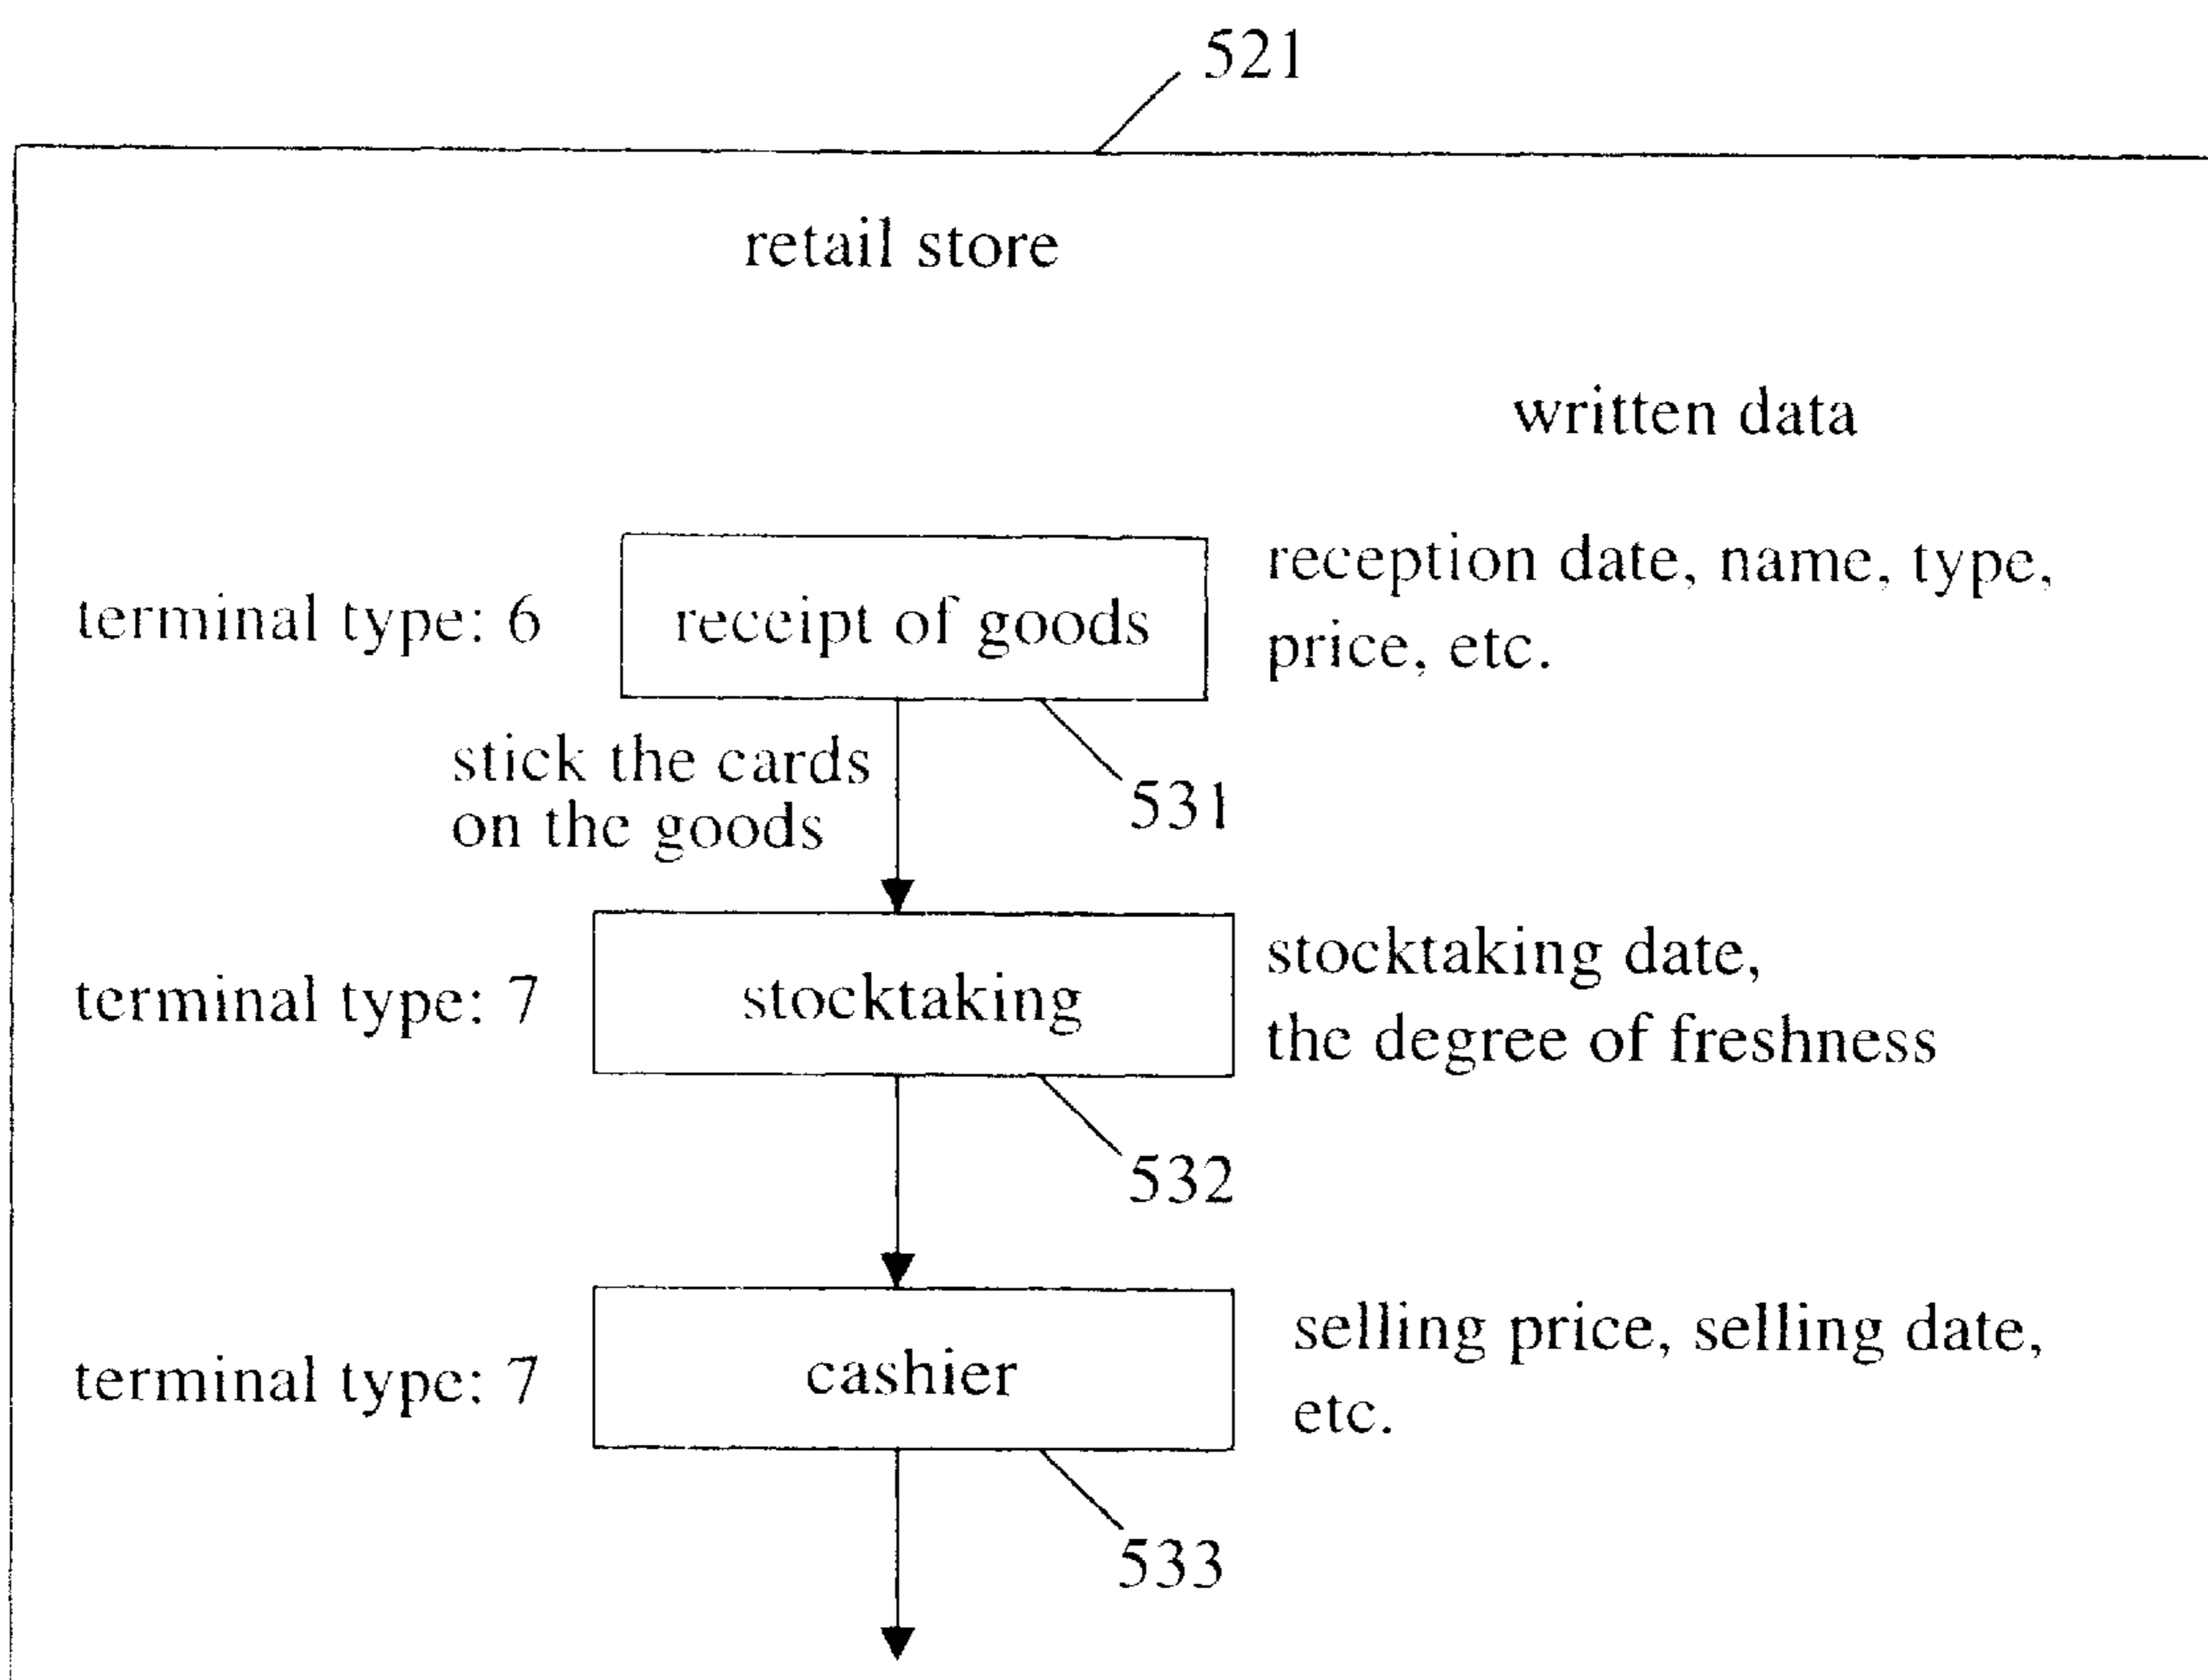 521
retail store
written data
reception date, name, type,
price, etc.
terminal type: 6
receipt of goods
stick the cards
on the goods
531
stocktaking date,
the degree of freshness
terminal type: 7
stocktaking
532
selling price, selling date,
etc.
terminal type: 7
cashier
533